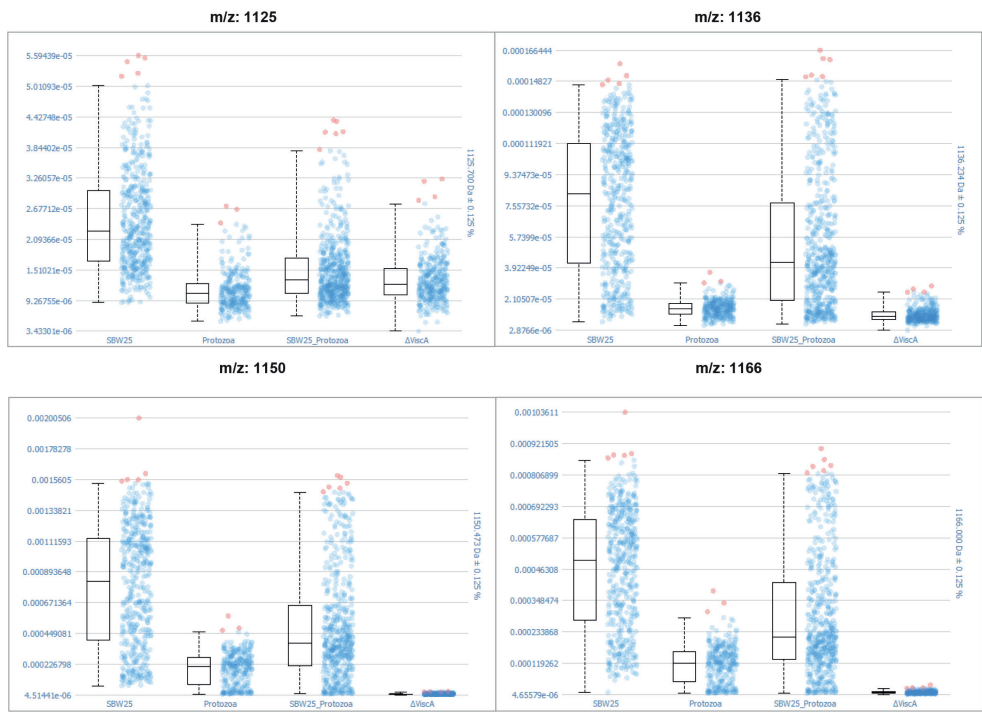 m/z: 1125
5.59439e-05
5.01093e-05
4.42748e-05
3.84402e-05
3.26057e-05
2.67712e-05
2.09366e-05
1.51021e-05
9.26755e-06
3.43301e-06
SBW25 Protozoa SBW25_Protozoa ΔViscA
1125.700 Da ± 0.125 %
m/z: 1136
0.000166444
0.00014827
0.000130096
0.000111921
9.37473e-05
7.55732e-05
5.7399e-05
3.92249e-05
2.10507e-05
2.8766e-06
SBW25 Protozoa SBW25_Protozoa ΔViscA
1136.234 Da ± 0.125 %
m/z: 1150
0.00200506
0.00178278
0.0015605
0.00133821
0.00111593
0.000893648
0.000671364
0.000449081
0.000226798
4.51441e-06
SBW25 Protozoa SBW25_Protozoa ΔViscA
1150.473 Da ± 0.125 %
m/z: 1166
0.00103611
0.000921505
0.000806899
0.000692293
0.000577687
0.00046308
0.000348474
0.000233868
0.000119262
4.65579e-06
SBW25 Protozoa SBW25_Protozoa ΔViscA
1166.000 Da ± 0.125 %